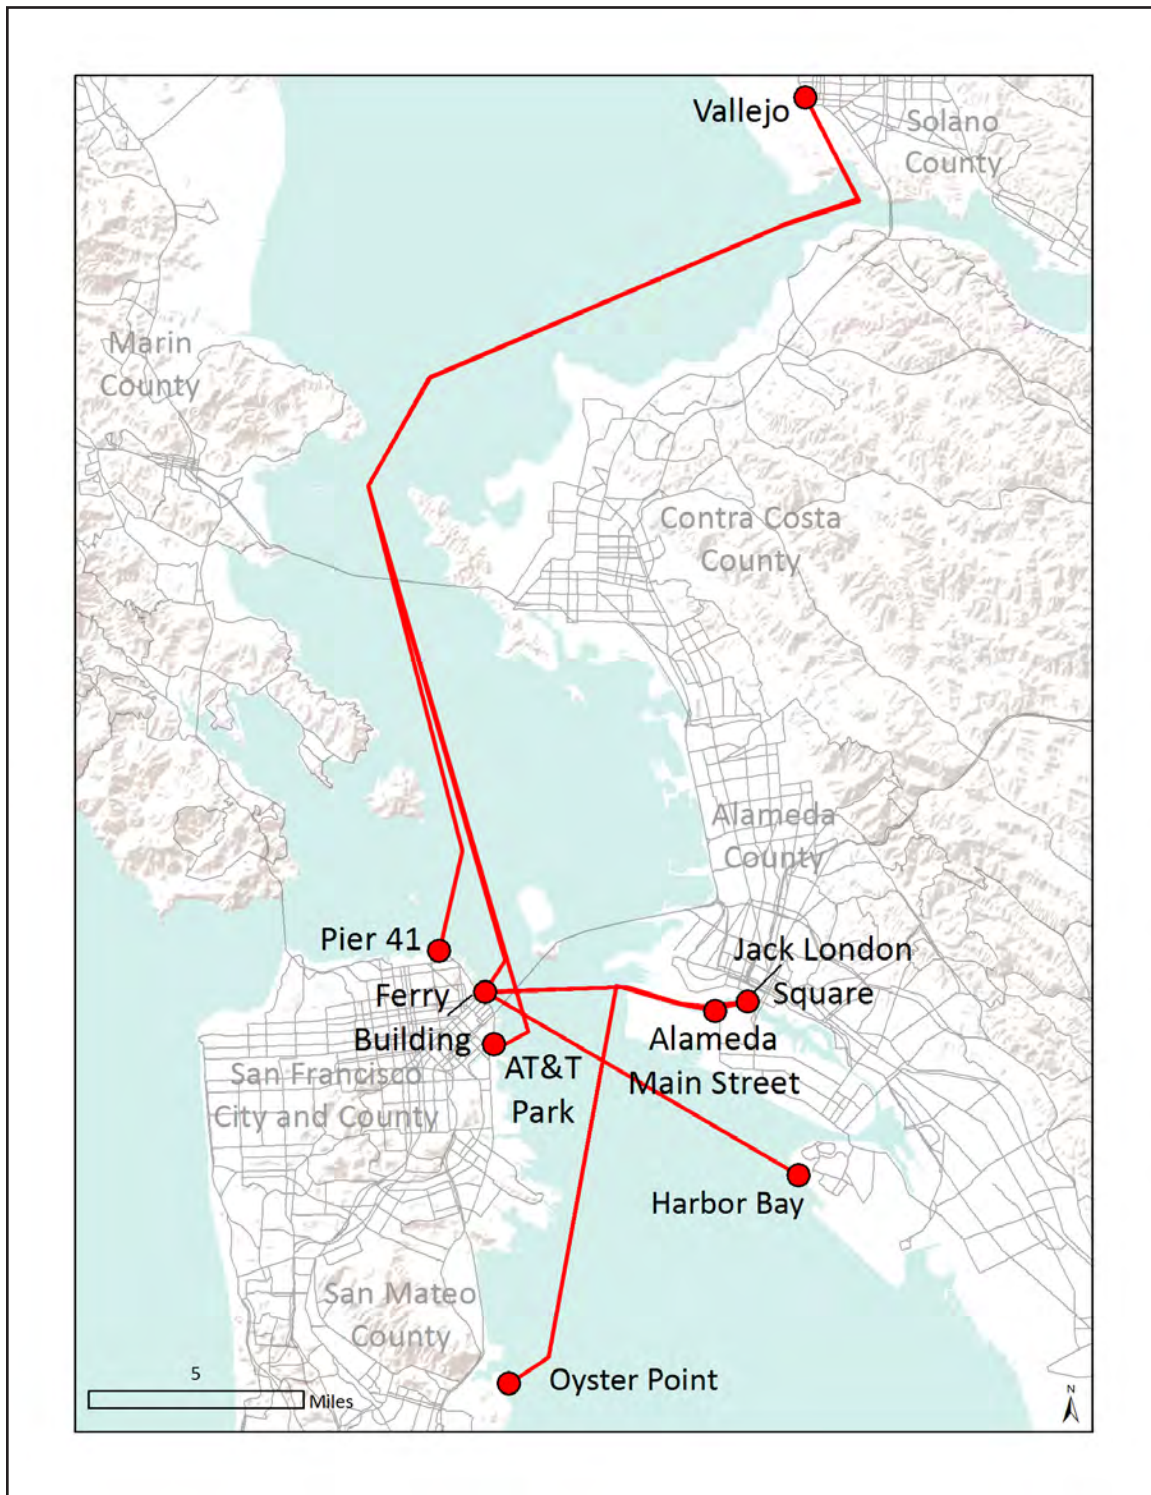 Vallejo
Solano
County
Marin
County
Contra Costa
County
Alameda
County
Pier 41
Jack London
Square
Ferry
Building
Alameda
Main Street
AT&T
Park
San Francisco
City and County
Harbor Bay
San Mateo
County
Oyster Point
5
Miles
N